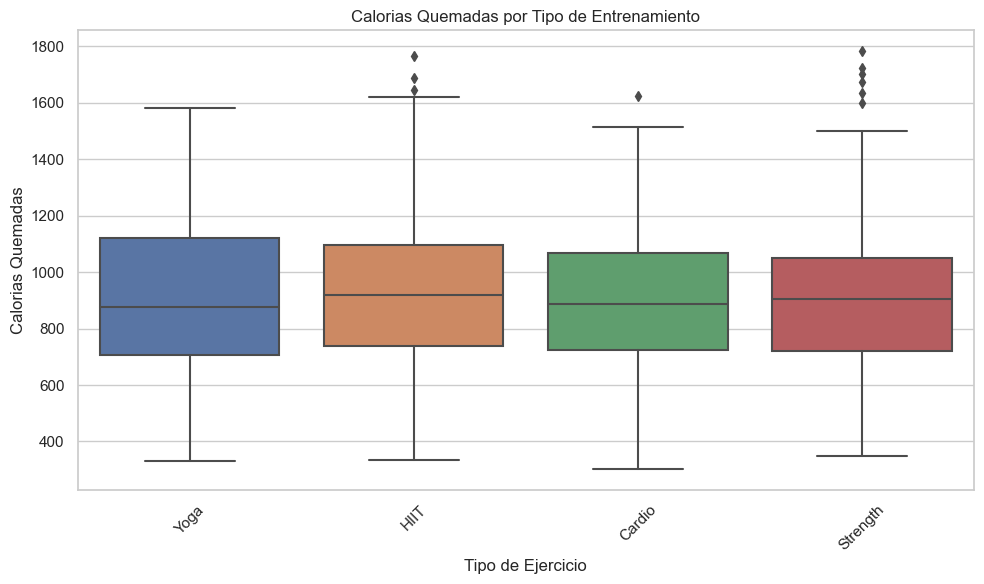 Calorias Quemadas por Tipo de Entrenamiento
Calorias Quemadas
1800
1600
1400
1200
1000
800
600
400
Yoga
HIIT
Cardio
Strength
Tipo de Ejercicio